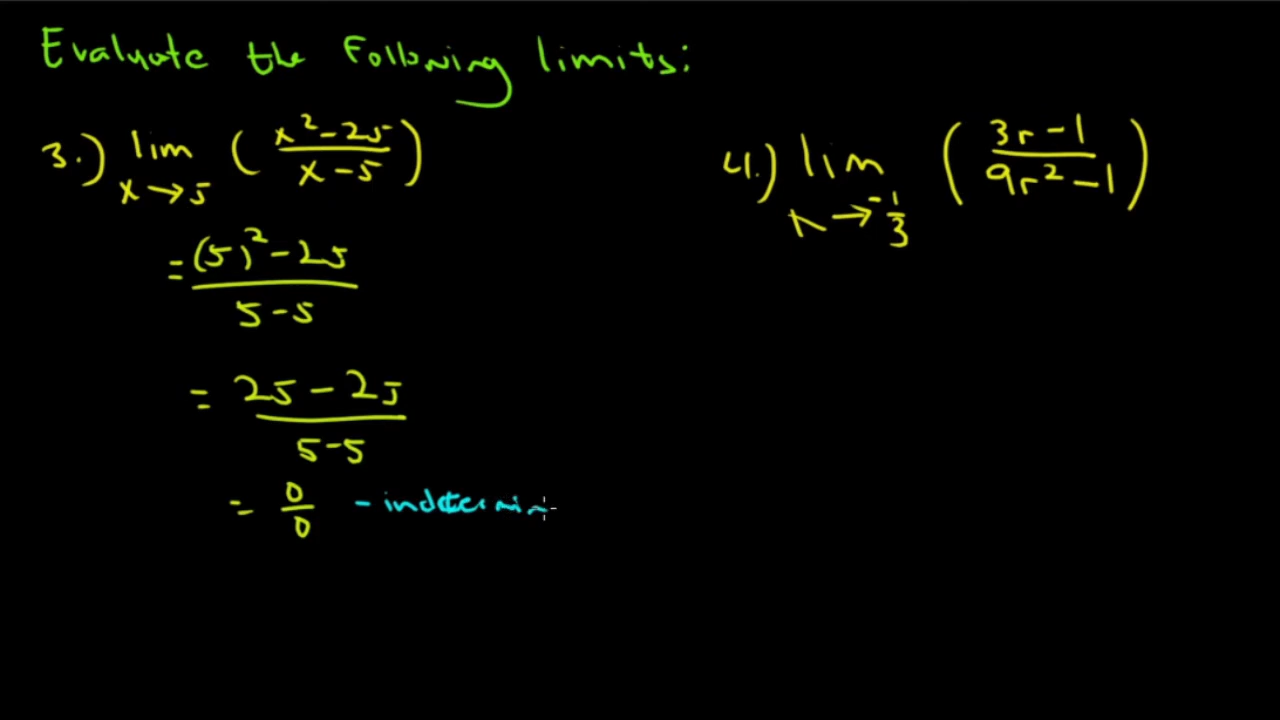 Evaluate the Following limits:
3.) lim x→5 ( x² - 25 / x - 5 )
= (5)² - 25 / 5 - 5
= 25 - 25 / 5 - 5
= 0 / 0 - indetermin
4.) lim r→ -1/3 ( 3r - 1 / 9r² - 1 )